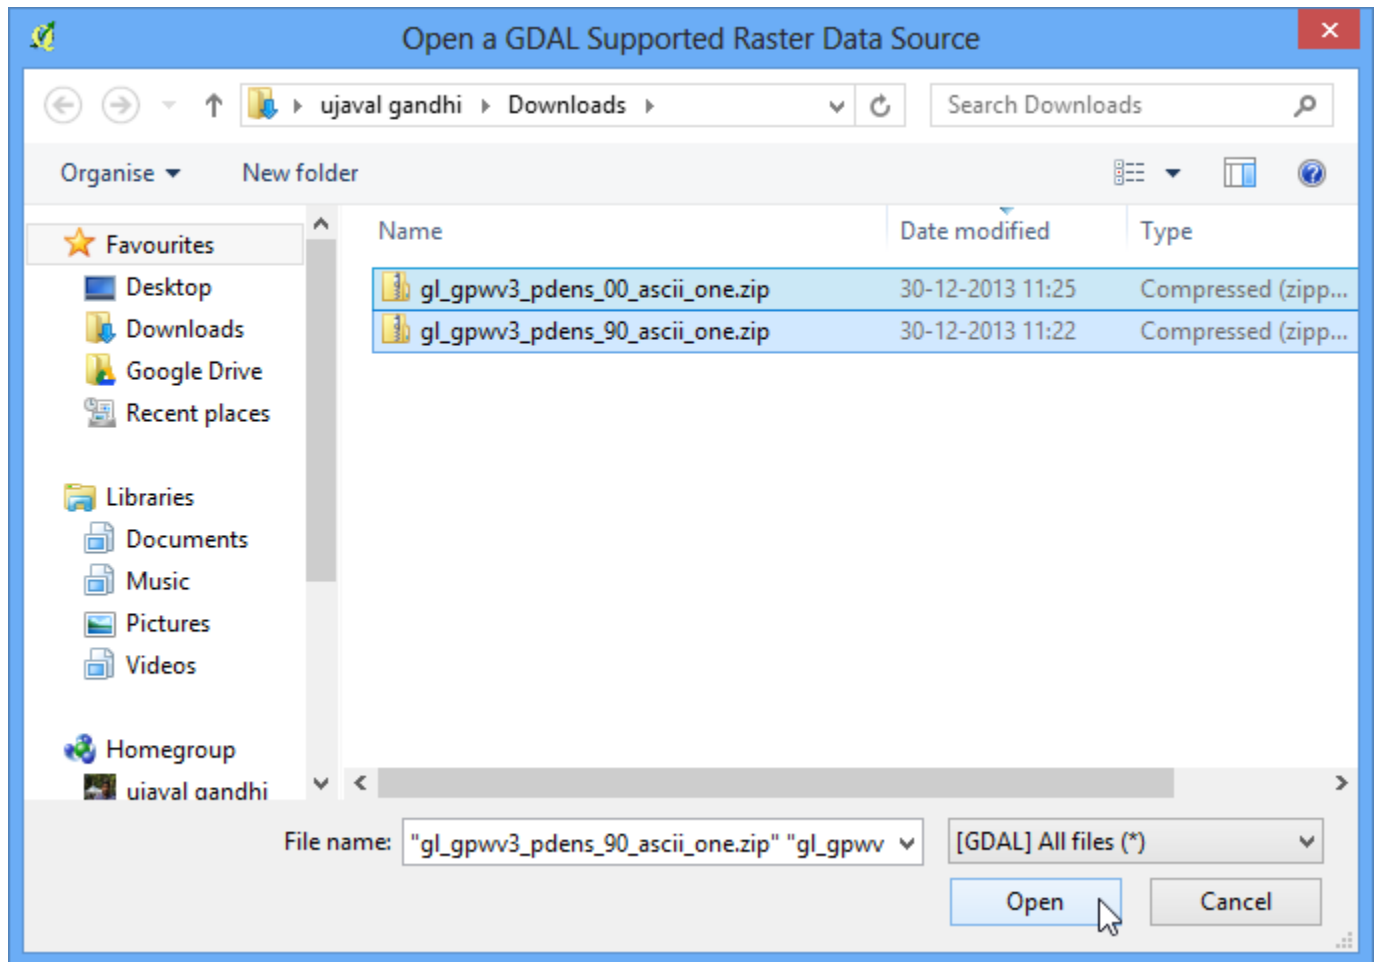 Open a GDAL Supported Raster Data Source
ujaval gandhi Downloads
Search Downloads
Organise New folder
Name Date modified Type
Favourites
Desktop
Downloads
Google Drive
Recent places
Libraries
Documents
Music
Pictures
Videos
Homegroup
ujaval gandhi
gl_gpwv3_pdens_00_ascii_one.zip 30-12-2013 11:25 Compressed (zipp...
gl_gpwv3_pdens_90_ascii_one.zip 30-12-2013 11:22 Compressed (zipp...
File name: "gl_gpwv3_pdens_90_ascii_one.zip" "gl_gpwv [GDAL] All files (*)
Open Cancel